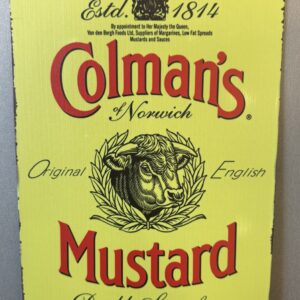 Estd. 1814
By appointment to Her Majesty the Queen,
Van den Bergh Foods Ltd, Suppliers of Margarines, Low Fat Spreads
Mustards and Sauces
Colman's®
of Norwich
Original English
Mustard